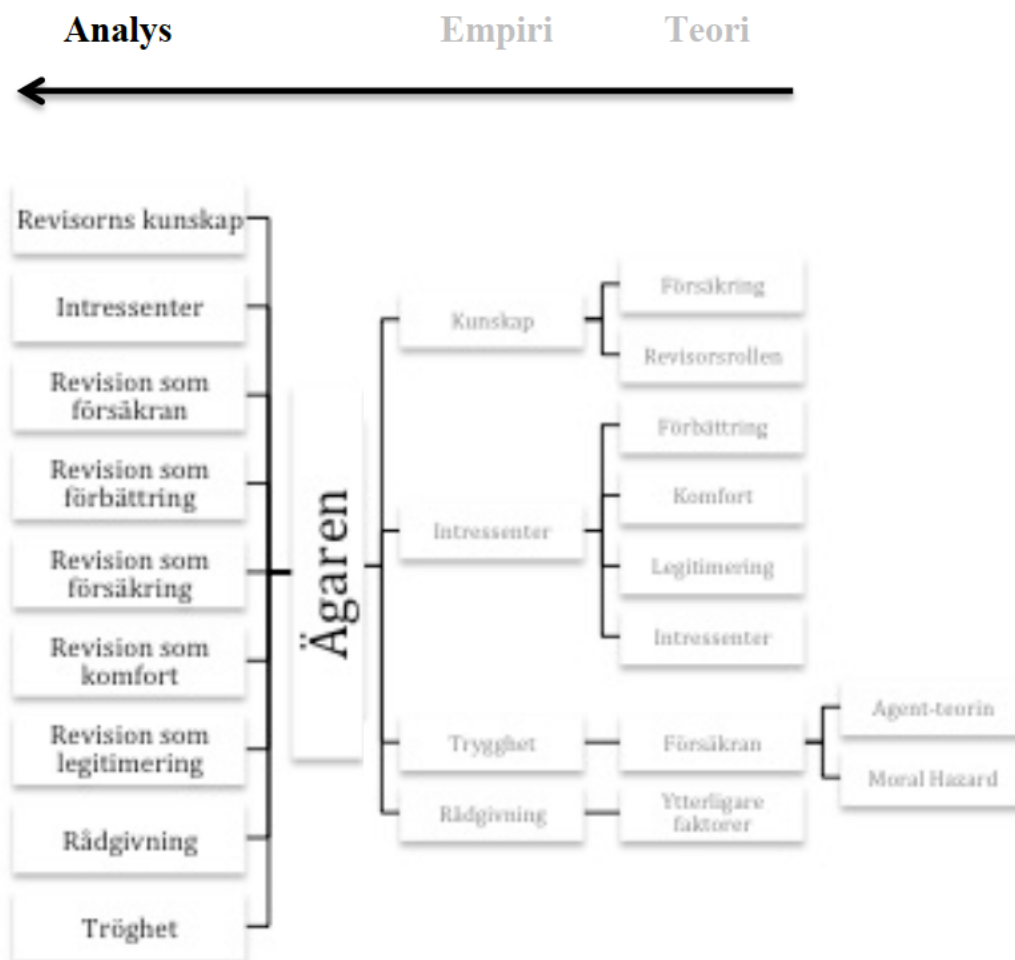 Analys
Empiri
Teori
Revisorns kunskap
Intressenter
Revision som
försäkran
Revision som
förbättring
Revision som
försäkring
Revision som
komfort
Revision som
legitimering
Rådgivning
Tröghet
Ägaren
Kunskap
Intressenter
Trygghet
Rådgivning
Försäkring
Revisorsrollen
Förbättring
Komfort
Legitimering
Intressenter
Försäkran
Ytterligare
faktorer
Agent-teorin
Moral Hazard